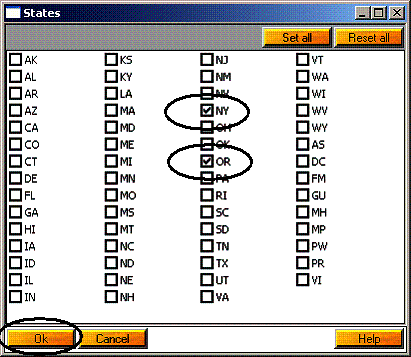 States
Set all Reset all
AK KS NJ VT
AL KY NM WA
AR LA NV WI
AZ MA NY WV
CA MD OH WY
CO ME OK AS
CT MI OR DC
DE MN PA FM
FL MO RI GU
GA MS SC MH
HI MT SD MP
IA NC TN PW
ID ND TX PR
IL NE UT VI
IN NH VA
Ok Cancel Help